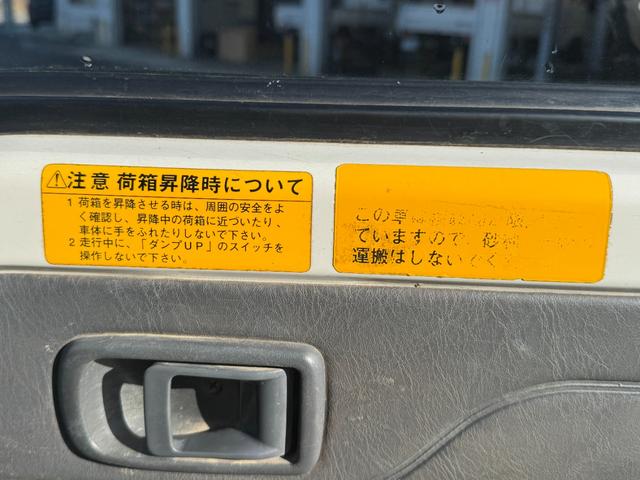 ⚠注意 荷箱昇降時について
1 荷箱を昇降させる時は、周囲の安全をよ
く確認し、昇降中の荷箱に近づいたり、
車体に手をふれたりしないで下さい。
2 走行中に、「ダンプUP」のスイッチを
操作しないで下さい。
この車は
ていますので、砂
運搬はしないでく